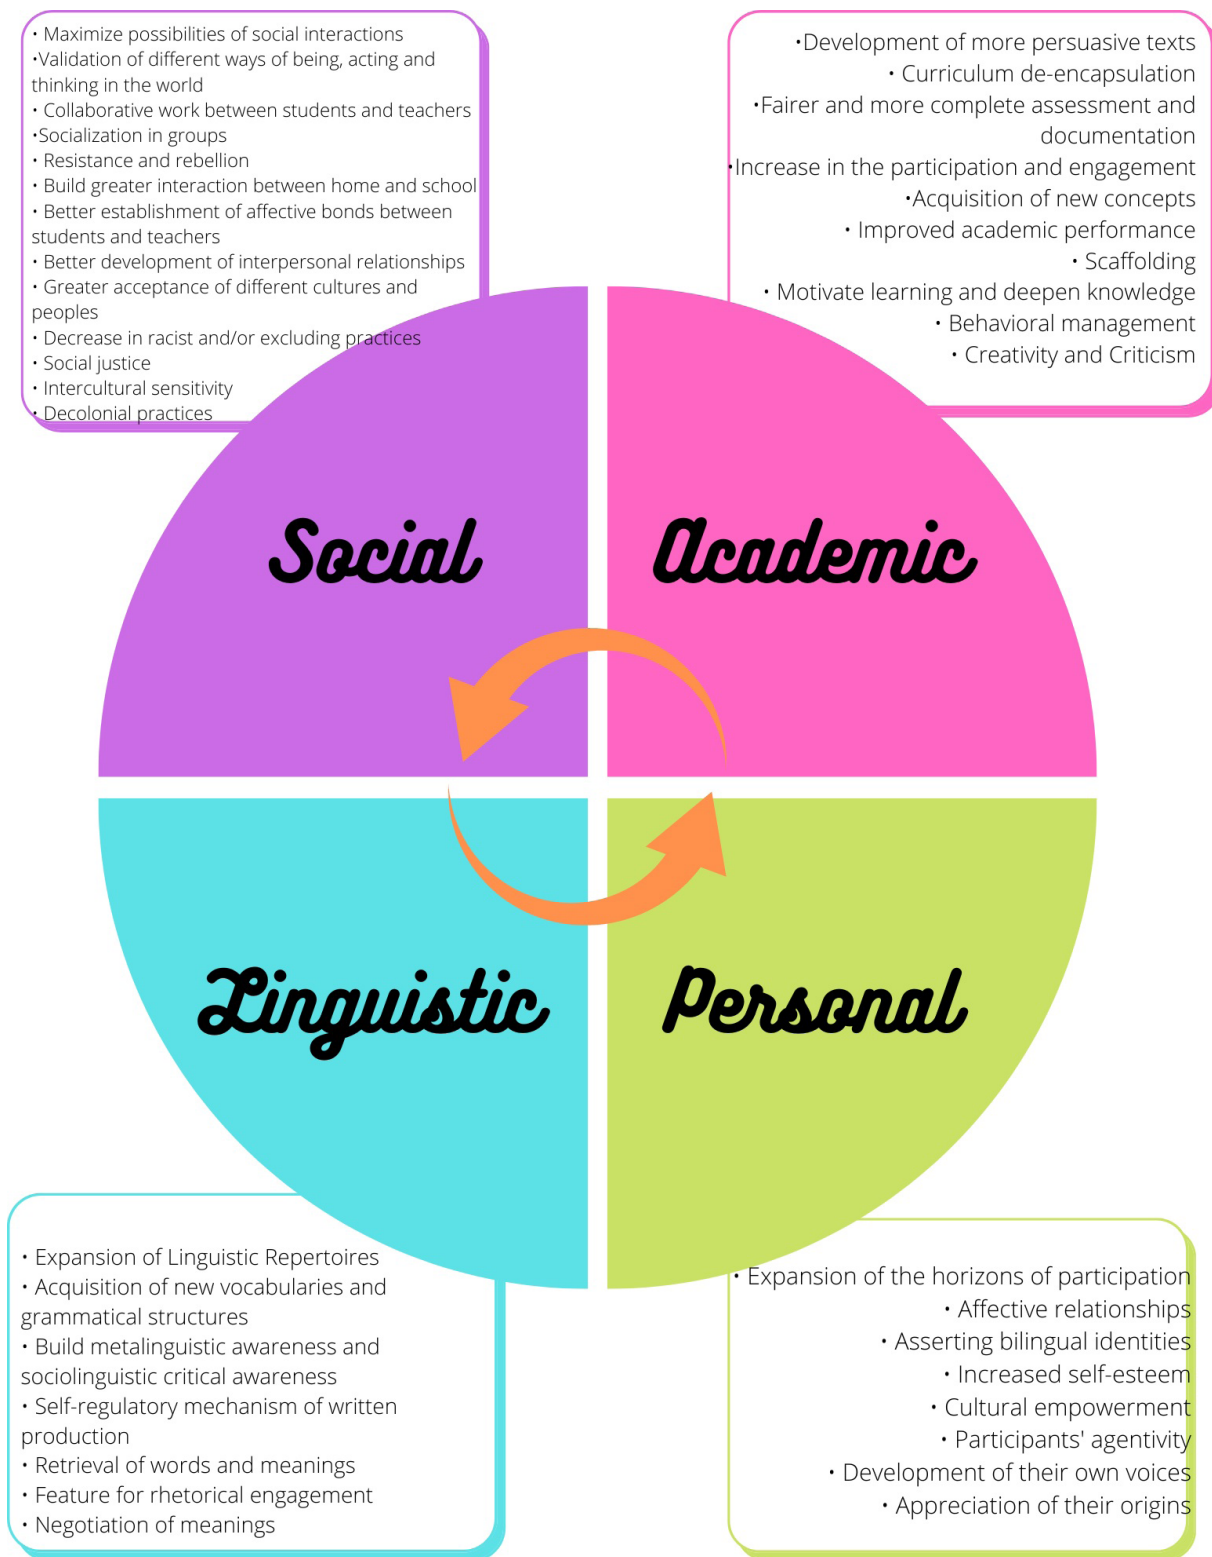 • Maximize possibilities of social interactions
•Validation of different ways of being, acting and
thinking in the world
• Collaborative work between students and teachers
•Socialization in groups
• Resistance and rebellion
• Build greater interaction between home and school
• Better establishment of affective bonds between
students and teachers
• Better development of interpersonal relationships
• Greater acceptance of different cultures and
peoples
• Decrease in racist and/or excluding practices
• Social justice
• Intercultural sensitivity
• Decolonial practices
•Development of more persuasive texts
• Curriculum de-encapsulation
•Fairer and more complete assessment and
documentation
•Increase in the participation and engagement
•Acquisition of new concepts
• Improved academic performance
• Scaffolding
• Motivate learning and deepen knowledge
• Behavioral management
• Creativity and Criticism
Social
Academic
Linguistic
Personal
• Expansion of Linguistic Repertoires
• Acquisition of new vocabularies and
grammatical structures
• Build metalinguistic awareness and
sociolinguistic critical awareness
• Self-regulatory mechanism of written
production
• Retrieval of words and meanings
• Feature for rhetorical engagement
• Negotiation of meanings
• Expansion of the horizons of participation
• Affective relationships
• Asserting bilingual identities
• Increased self-esteem
• Cultural empowerment
• Participants' agentivity
• Development of their own voices
• Appreciation of their origins